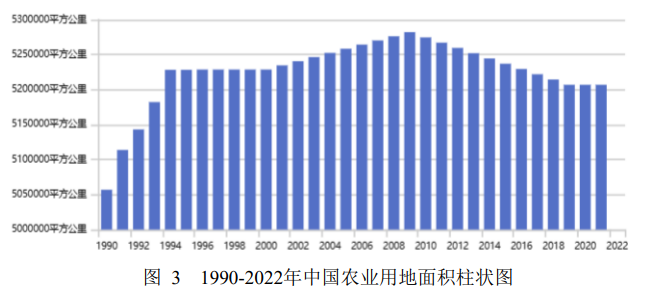 5300000平方公里
5250000平方公里
5200000平方公里
5150000平方公里
5100000平方公里
5050000平方公里
5000000平方公里
1990 1992 1994 1996 1998 2000 2002 2004 2006 2008 2010 2012 2014 2016 2018 2020 2022
图 3 1990-2022年中国农业用地面积柱状图